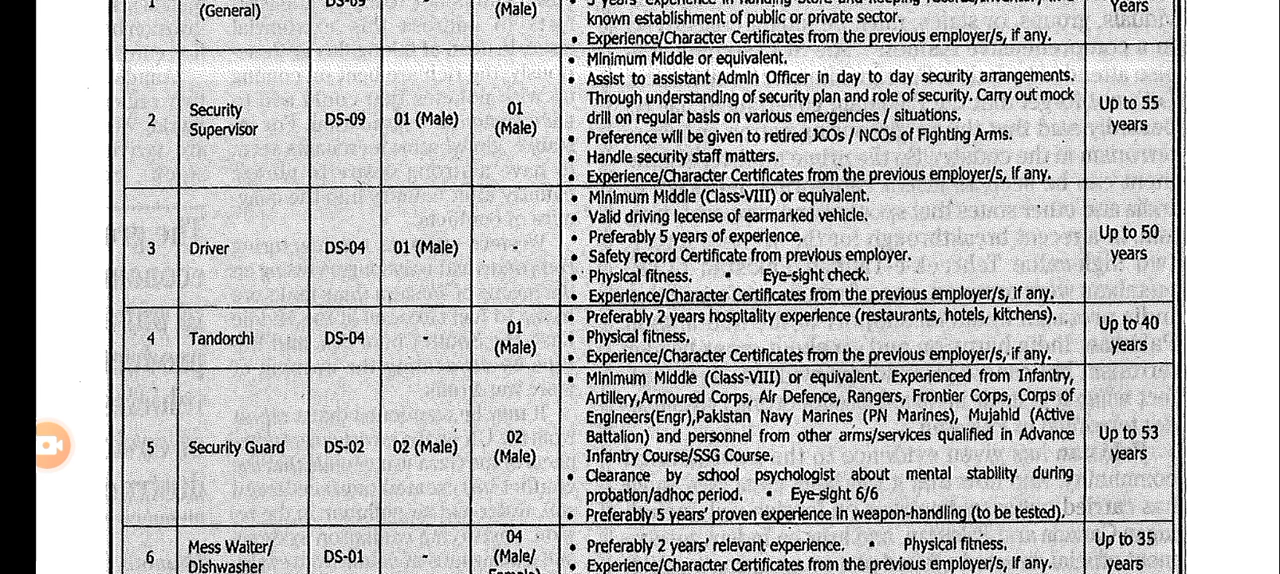 1
(General)
DS-09
(Male)
known establishment of public or private sector.
• Experience/Character Certificates from the previous employer/s, if any.
Years
2
Security
Supervisor
DS-09
01 (Male)
01
(Male)
• Minimum Middle or equivalent.
• Assist to assistant Admin Officer in day to day security arrangements.
Through understanding of security plan and role of security. Carry out mock
drill on regular basis on various emergencies / situations.
• Preference will be given to retired JCOs / NCOs of Fighting Arms.
• Handle security staff matters.
• Experience/Character Certificates from the previous employer/s, if any.
Up to 55
years
3
Driver
DS-04
01 (Male)
-
• Minimum Middle (Class-VIII) or equivalent.
• Valid driving lecense of earmarked vehicle.
• Preferably 5 years of experience.
• Safety record Certificate from previous employer.
• Physical fitness. • Eye-sight check.
• Experience/Character Certificates from the previous employer/s, if any.
Up to 50
years
4
Tandorchi
DS-04
-
01
(Male)
• Preferably 2 years hospitality experience (restaurants, hotels, kitchens).
• Physical fitness.
• Experience/Character Certificates from the previous employer/s, if any.
Up to 40
years
5
Security Guard
DS-02
02 (Male)
02
(Male)
• Minimum Middle (Class-VIII) or equivalent. Experienced from Infantry,
Artillery,Armoured Corps, Air Defence, Rangers, Frontier Corps, Corps of
Engineers(Engr),Pakistan Navy Marines (PN Marines), Mujahid (Active
Battalion) and personnel from other arms/services qualified in Advance
Infantry Course/SSG Course.
• Clearance by school psychologist about mental stability during
probation/adhoc period. • Eye-sight 6/6
• Preferably 5 years' proven experience in weapon-handling (to be tested).
Up to 53
years
6
Mess Waiter/
Dishwasher
DS-01
-
04
(Male/
Female)
• Preferably 2 years' relevant experience. • Physical fitness.
• Experience/Character Certificates from the previous employer/s, if any.
Up to 35
years